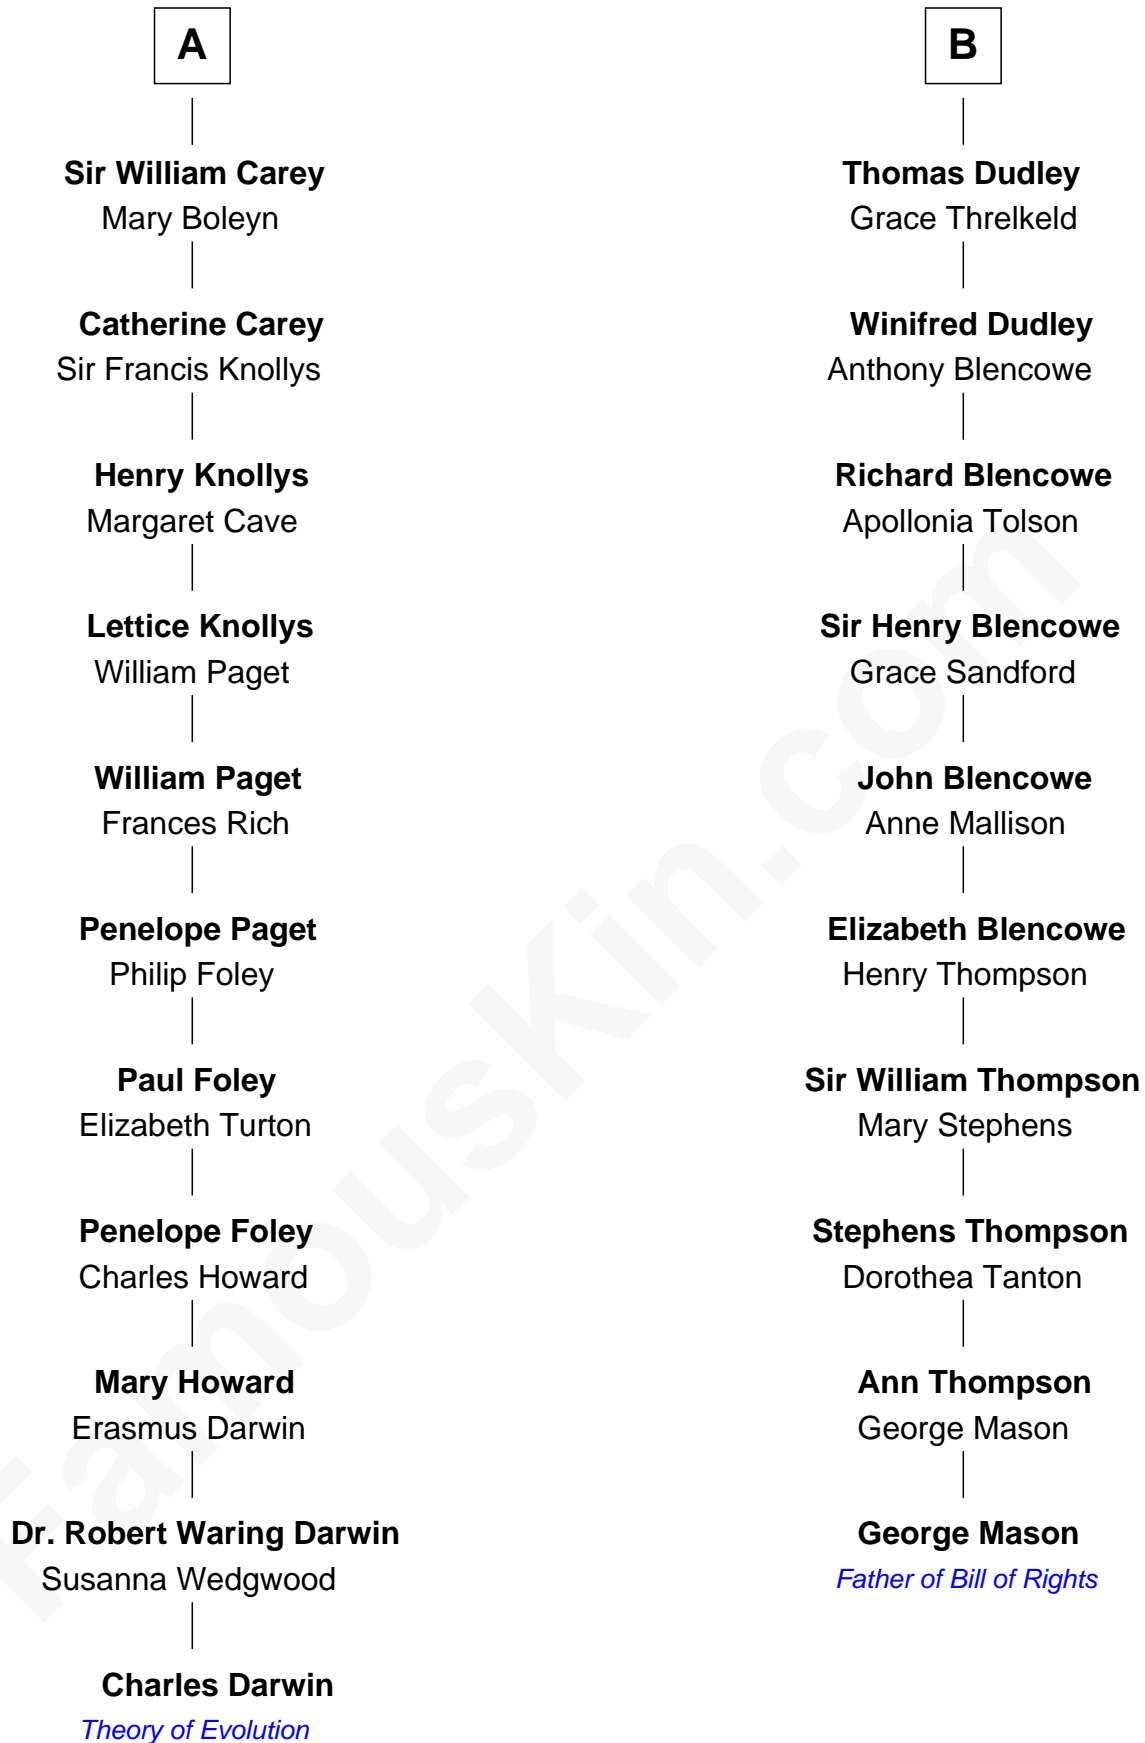 A
Sir William Carey
Mary Boleyn
Catherine Carey
Sir Francis Knollys
Henry Knollys
Margaret Cave
Lettice Knollys
William Paget
William Paget
Frances Rich
Penelope Paget
Philip Foley
Paul Foley
Elizabeth Turton
Penelope Foley
Charles Howard
Mary Howard
Erasmus Darwin
Dr. Robert Waring Darwin
Susanna Wedgwood
Charles Darwin
Theory of Evolution
B
Thomas Dudley
Grace Threlkeld
Winifred Dudley
Anthony Blencowe
Richard Blencowe
Apollonia Tolson
Sir Henry Blencowe
Grace Sandford
John Blencowe
Anne Mallison
Elizabeth Blencowe
Henry Thompson
Sir William Thompson
Mary Stephens
Stephens Thompson
Dorothea Tanton
Ann Thompson
George Mason
George Mason
Father of Bill of Rights
FamousKin.com